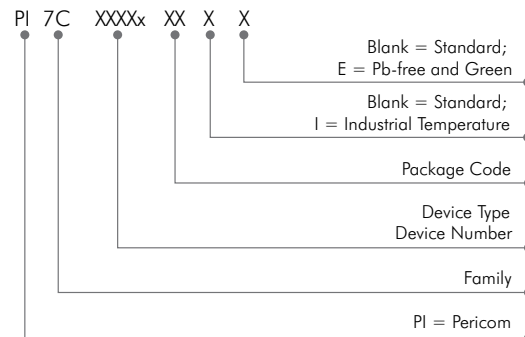 PI 7C XXXXx XX X X
Blank = Standard;
E = Pb-free and Green
Blank = Standard;
I = Industrial Temperature
Package Code
Device Type
Device Number
Family
PI = Pericom